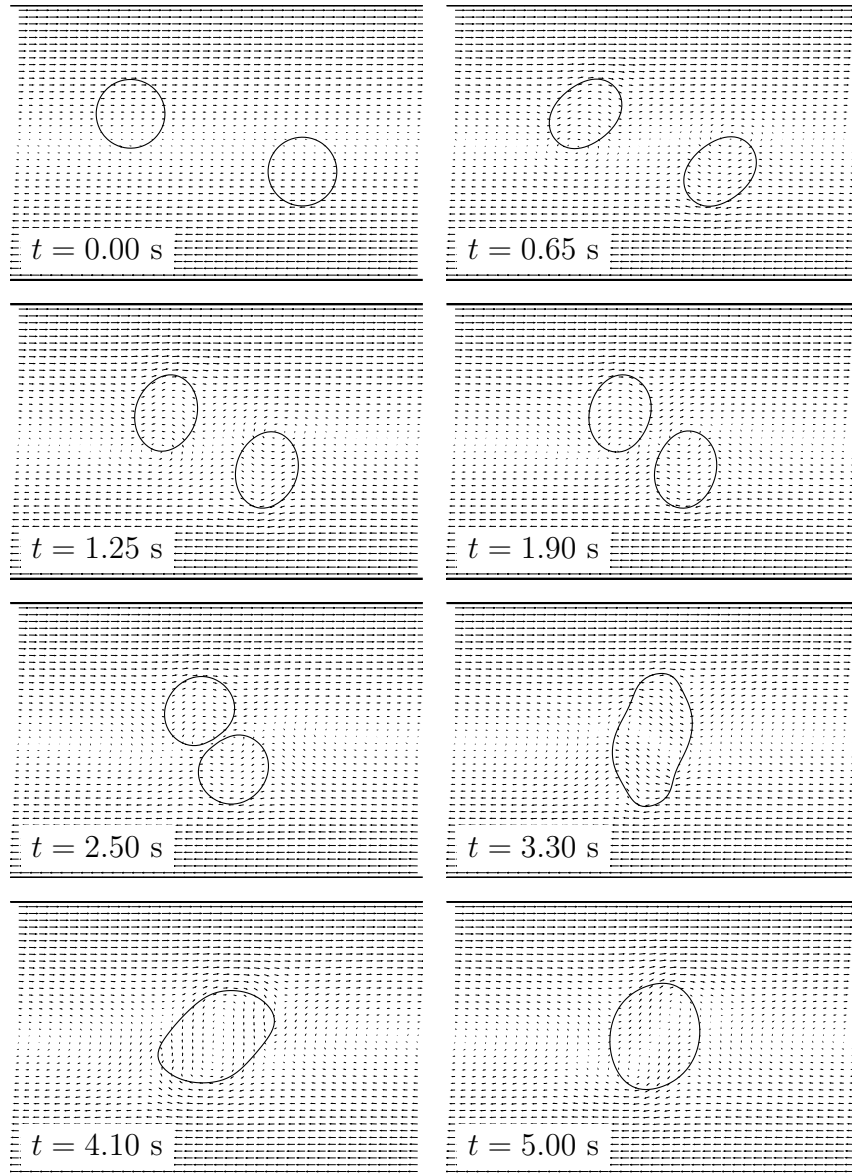 t = 0.00 s
t = 0.65 s
t = 1.25 s
t = 1.90 s
t = 2.50 s
t = 3.30 s
t = 4.10 s
t = 5.00 s